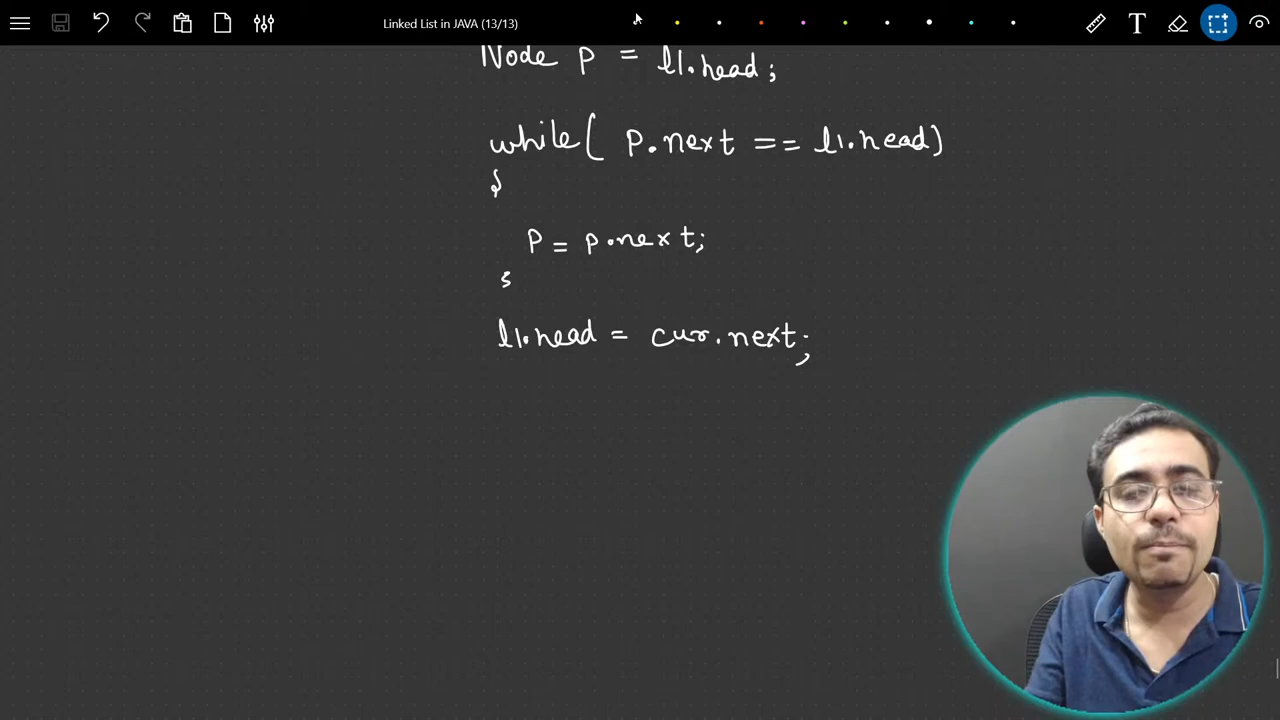 Linked List in JAVA (13/13)
T
Node p = l1.head;
while( p.next == l1.head)
{
p = p.next;
}
l1.head = cur.next;